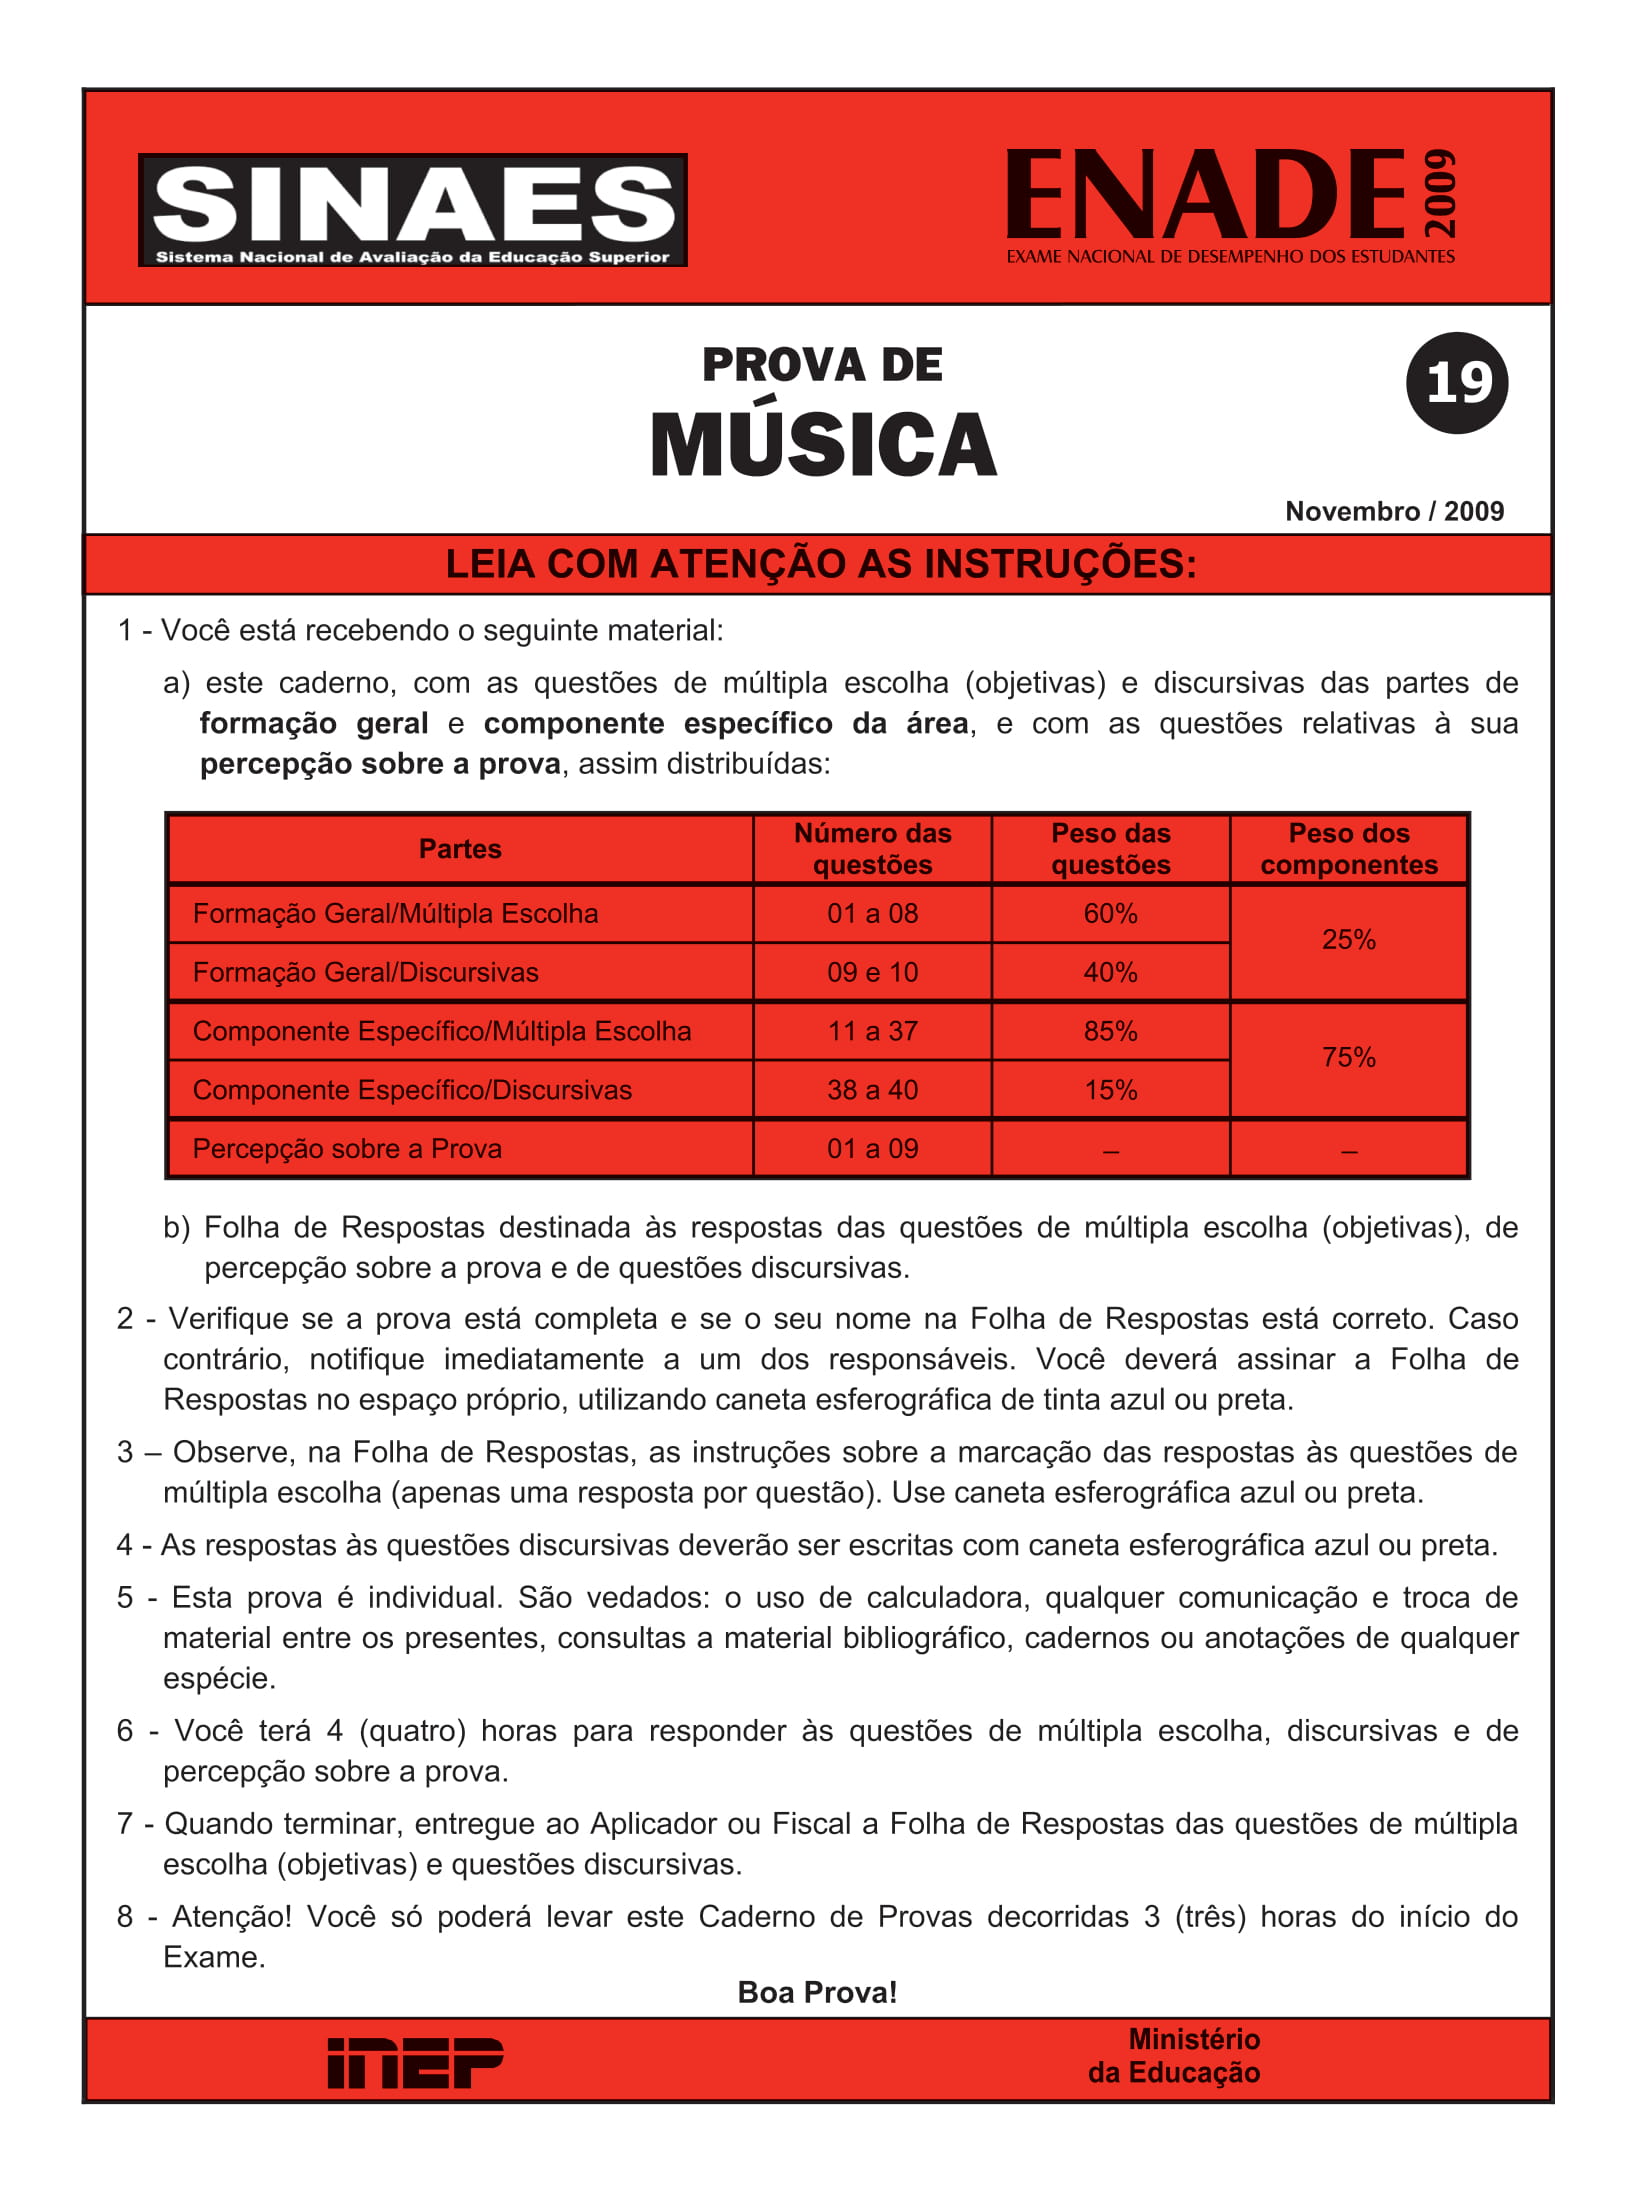 SINAES
Sistema Nacional de Avaliação da Educação Superior
ENADE 2009
EXAME NACIONAL DE DESEMPENHO DOS ESTUDANTES
PROVA DE
MÚSICA
19
Novembro / 2009
LEIA COM ATENÇÃO AS INSTRUÇÕES:
1 - Você está recebendo o seguinte material:
a) este caderno, com as questões de múltipla escolha (objetivas) e discursivas das partes de
formação geral e componente específico da área, e com as questões relativas à sua
percepção sobre a prova, assim distribuídas:
Partes Número das questões Peso das questões Peso dos componentes
Formação Geral/Múltipla Escolha 01 a 08 60% 25%
Formação Geral/Discursivas 09 e 10 40%
Componente Específico/Múltipla Escolha 11 a 37 85% 75%
Componente Específico/Discursivas 38 a 40 15%
Percepção sobre a Prova 01 a 09 – –
b) Folha de Respostas destinada às respostas das questões de múltipla escolha (objetivas), de
percepção sobre a prova e de questões discursivas.
2 - Verifique se a prova está completa e se o seu nome na Folha de Respostas está correto. Caso
contrário, notifique imediatamente a um dos responsáveis. Você deverá assinar a Folha de
Respostas no espaço próprio, utilizando caneta esferográfica de tinta azul ou preta.
3 – Observe, na Folha de Respostas, as instruções sobre a marcação das respostas às questões de
múltipla escolha (apenas uma resposta por questão). Use caneta esferográfica azul ou preta.
4 - As respostas às questões discursivas deverão ser escritas com caneta esferográfica azul ou preta.
5 - Esta prova é individual. São vedados: o uso de calculadora, qualquer comunicação e troca de
material entre os presentes, consultas a material bibliográfico, cadernos ou anotações de qualquer
espécie.
6 - Você terá 4 (quatro) horas para responder às questões de múltipla escolha, discursivas e de
percepção sobre a prova.
7 - Quando terminar, entregue ao Aplicador ou Fiscal a Folha de Respostas das questões de múltipla
escolha (objetivas) e questões discursivas.
8 - Atenção! Você só poderá levar este Caderno de Provas decorridas 3 (três) horas do início do
Exame.
Boa Prova!
INEP
Ministério
da Educação